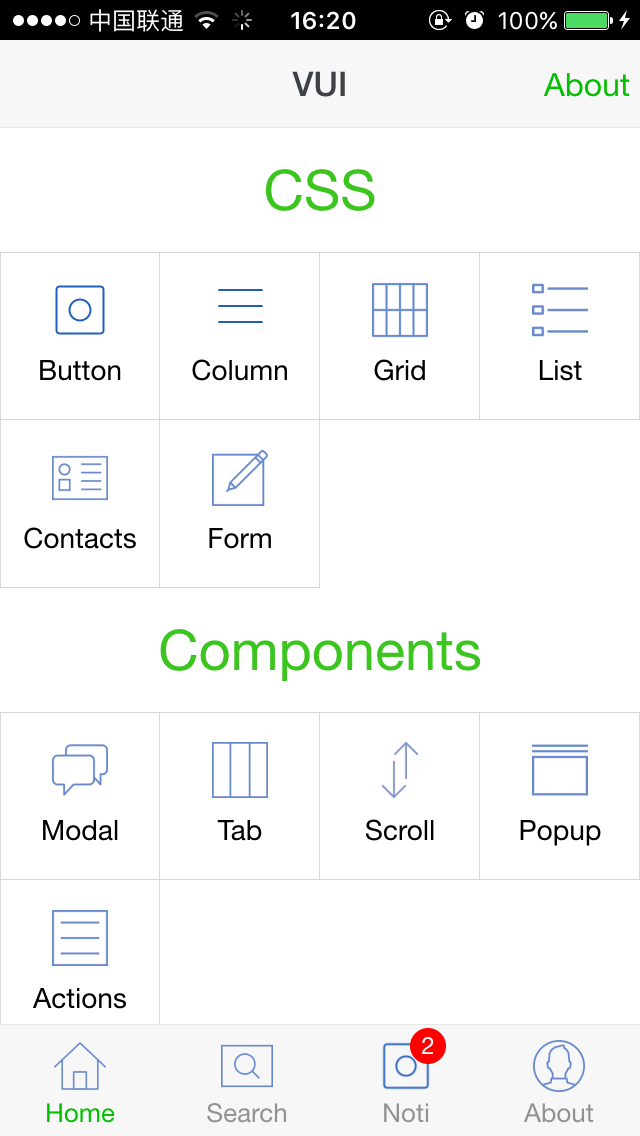 中国联通 16:20 100%
VUI About
CSS
Button Column Grid List
Contacts Form
Components
Modal Tab Scroll Popup
Actions
2
Home Search Noti About